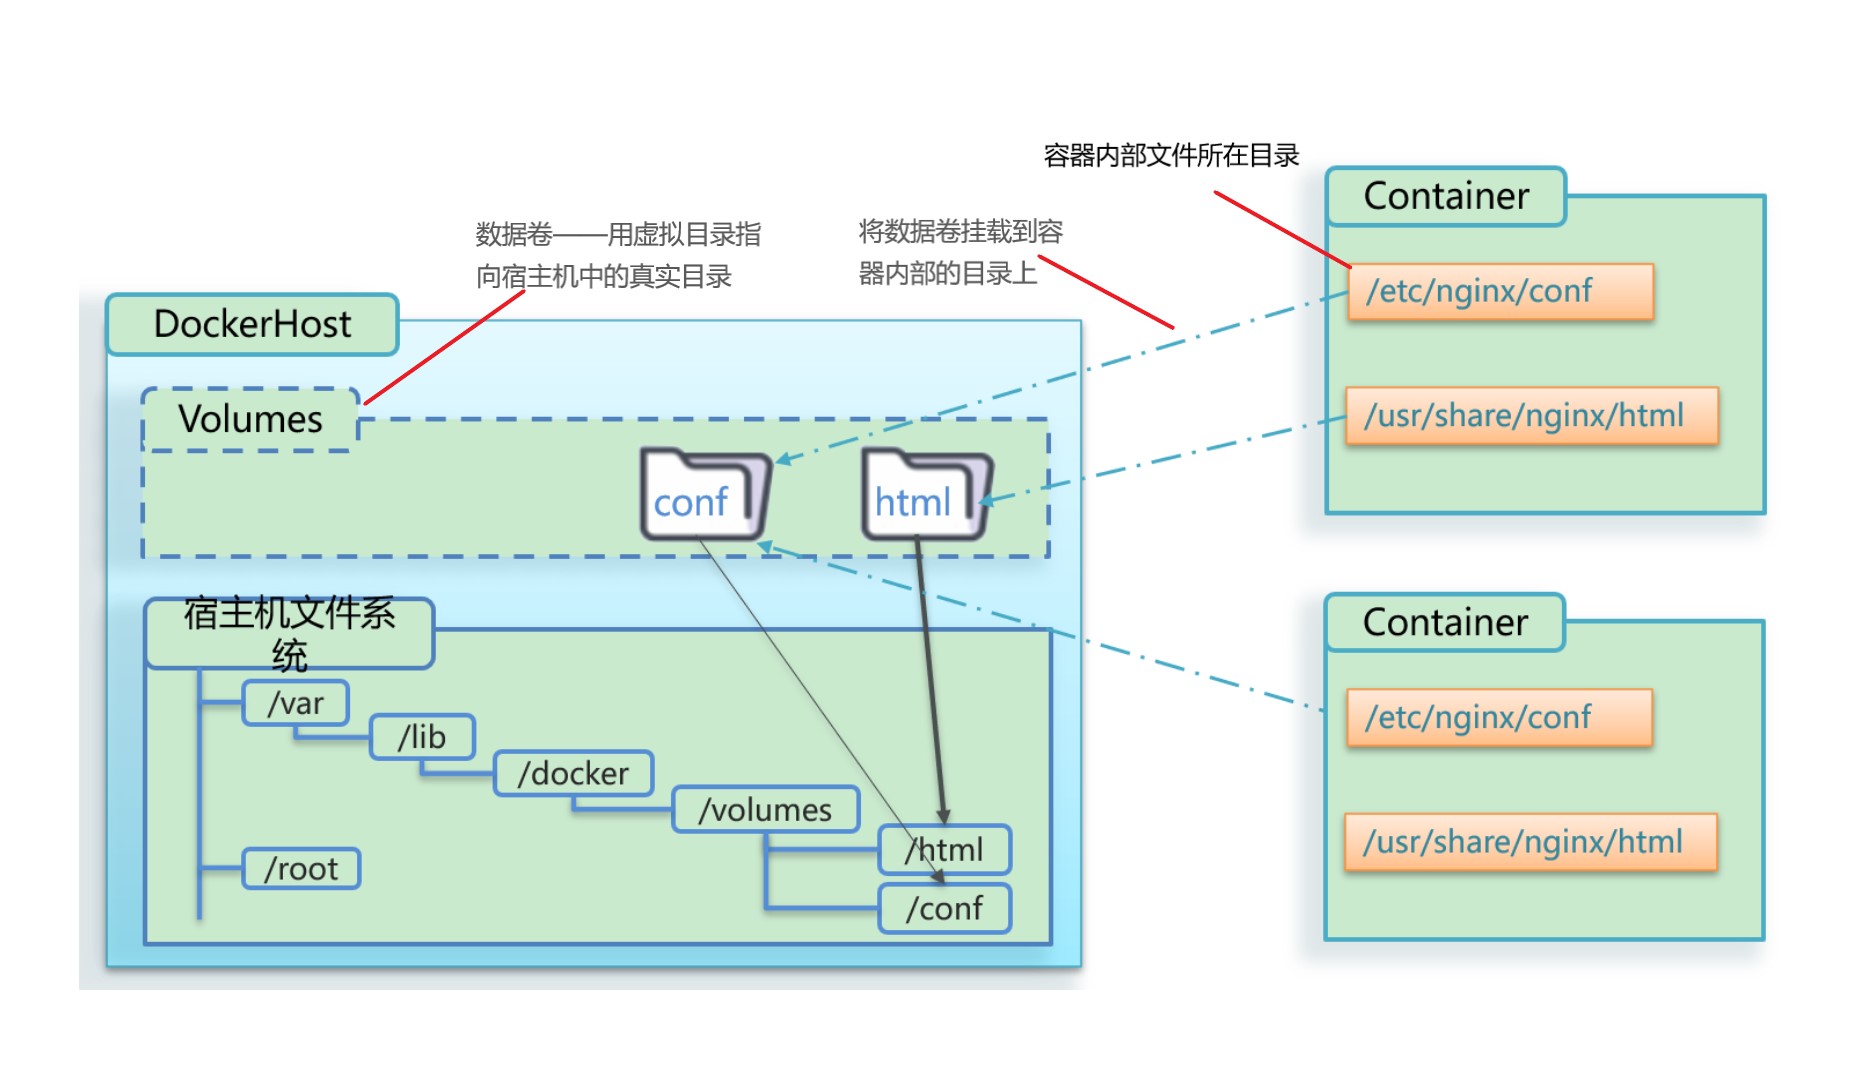 容器内部文件所在目录
Container
数据卷——用虚拟目录指
向宿主机中的真实目录
将数据卷挂载到容
器内部的目录上
/etc/nginx/conf
DockerHost
/usr/share/nginx/html
Volumes
conf
html
宿主机文件系
统
/var
/lib
/docker
/volumes
/html
/root
/conf
Container
/etc/nginx/conf
/usr/share/nginx/html